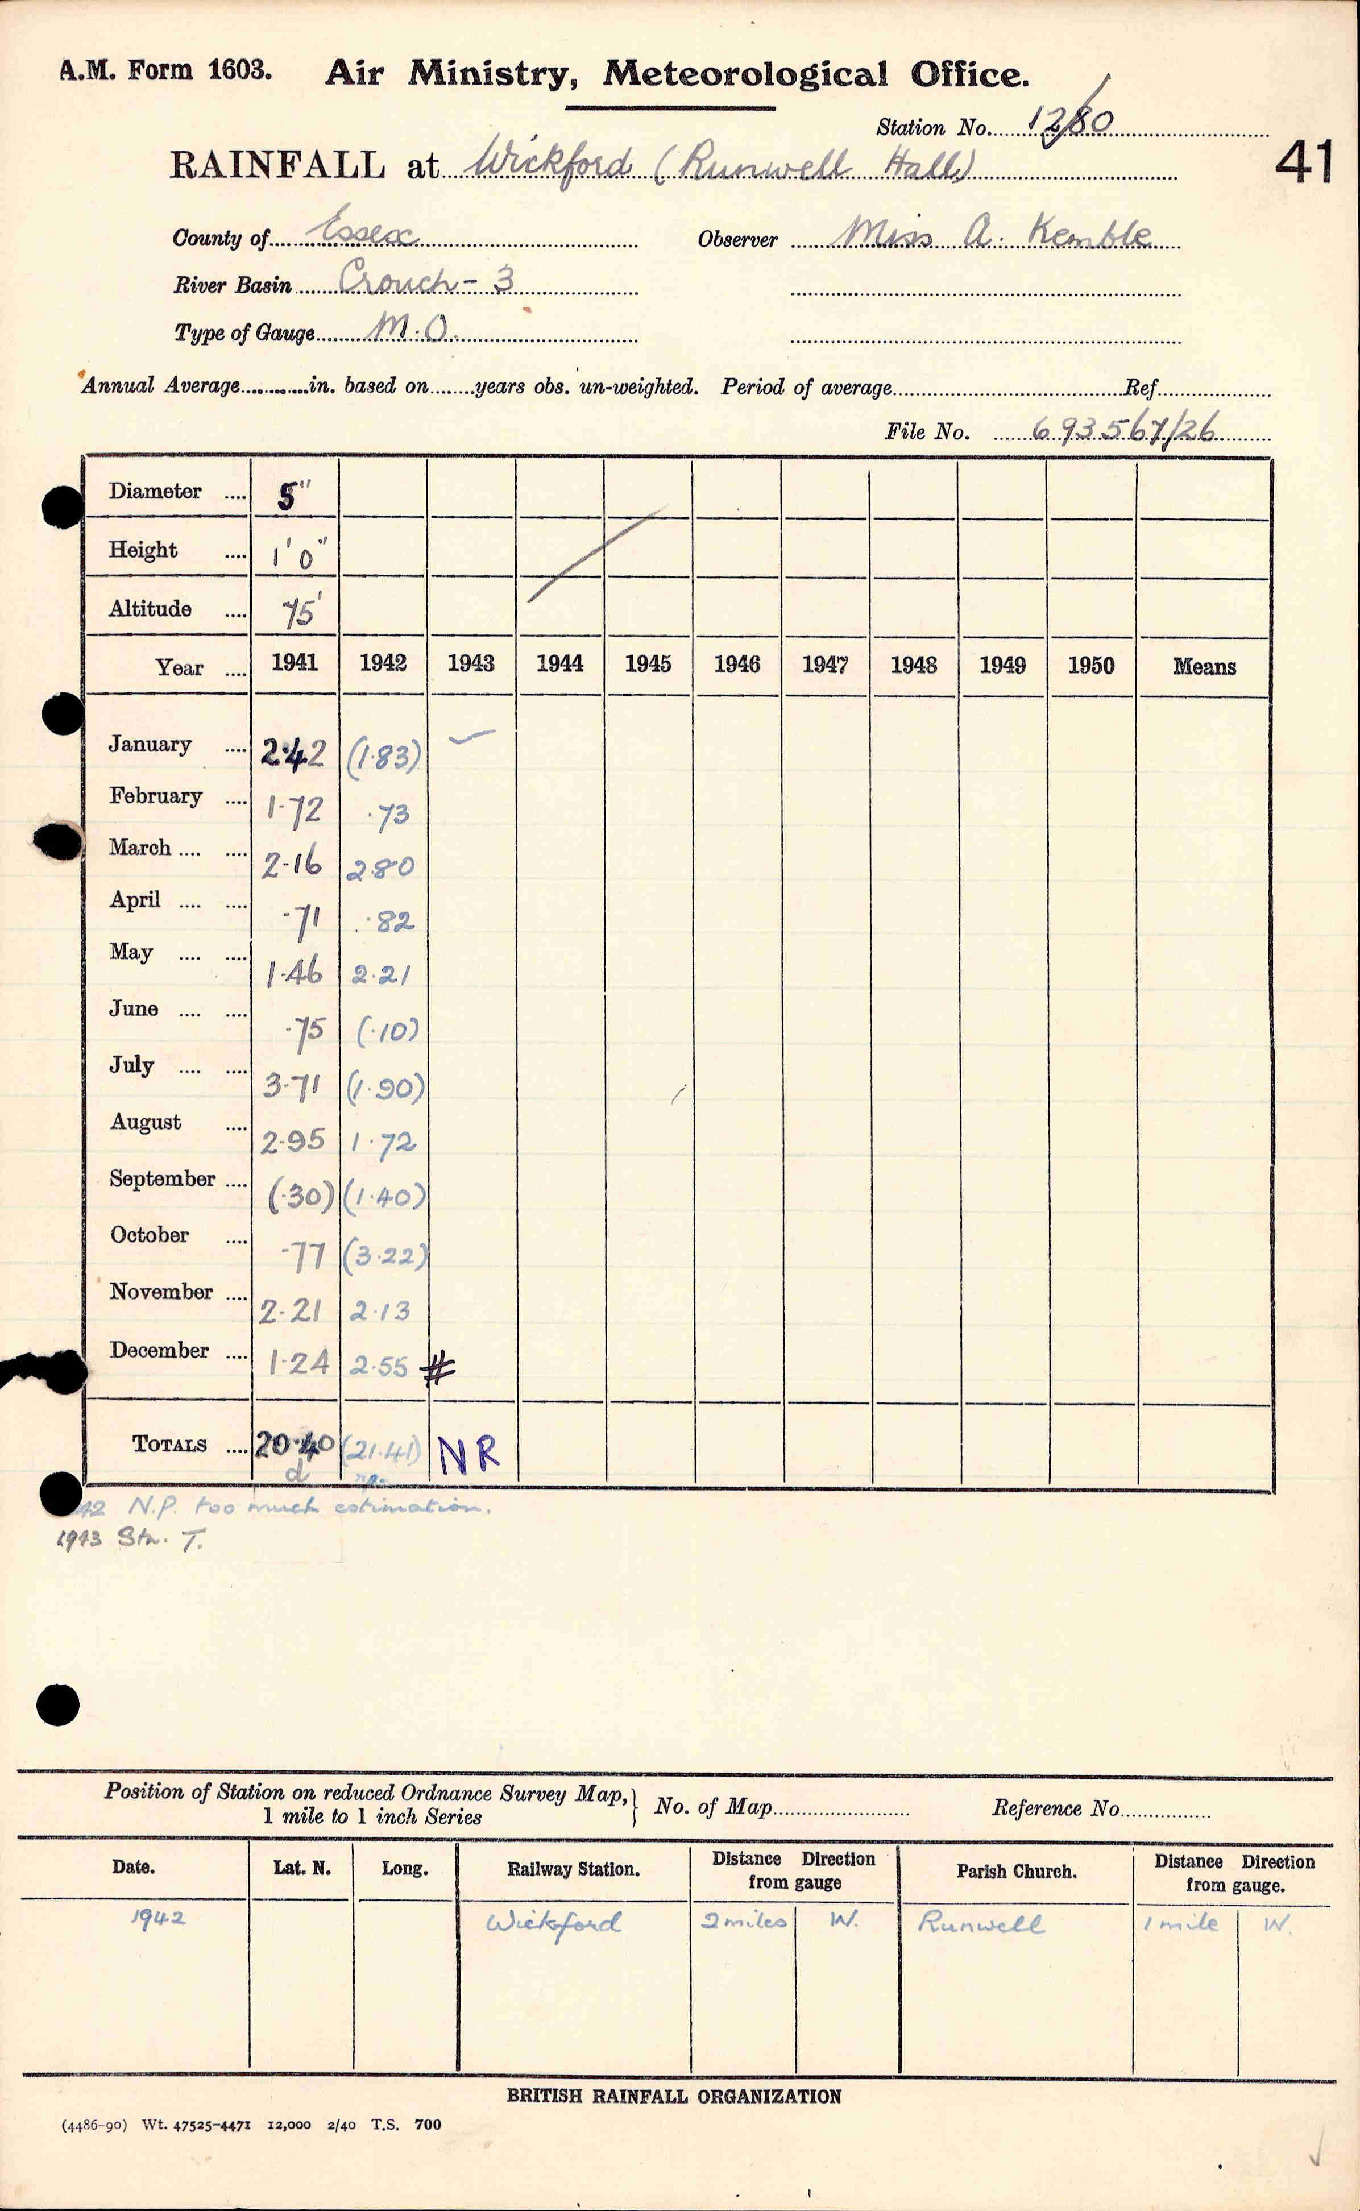 A.M. Form 1603. Air Ministry, Meteorological Office.
Station No. 12/80
RAINFALL at Wickford (Runwell Hall) 41
County of Essex Observer Miss A. Kemble
River Basin Crouch - 3
Type of Gauge M.O.
Annual Average in. based on years obs. un-weighted. Period of average Ref
File No. 693567/26
Diameter 5"
Height 1' 0"
Altitude 75'
Year 1941 1942 1943 1944 1945 1946 1947 1948 1949 1950 Means
January 2.42 (1.83)
February 1.72 .73
March 2.16 2.80
April .71 .82
May 1.46 2.21
June .75 (.10)
July 3.71 (1.90)
August 2.95 1.72
September (.30) (1.40)
October .77 (3.22)
November 2.21 2.13
December 1.24 2.55 #
TOTALS 20.40 (21.41) NR
d n.p.
42 N.P. too much estimation.
1943 Stn. T.
Position of Station on reduced Ordnance Survey Map, } No. of Map Reference No
1 mile to 1 inch Series
Date. Lat. N. Long. Railway Station. Distance Direction from gauge Parish Church. Distance Direction from gauge.
1942 Wickford 2 miles W. Runwell 1 mile W.
BRITISH RAINFALL ORGANIZATION
(4486-90) Wt. 47525-4471 12,000 2/40 T.S. 700